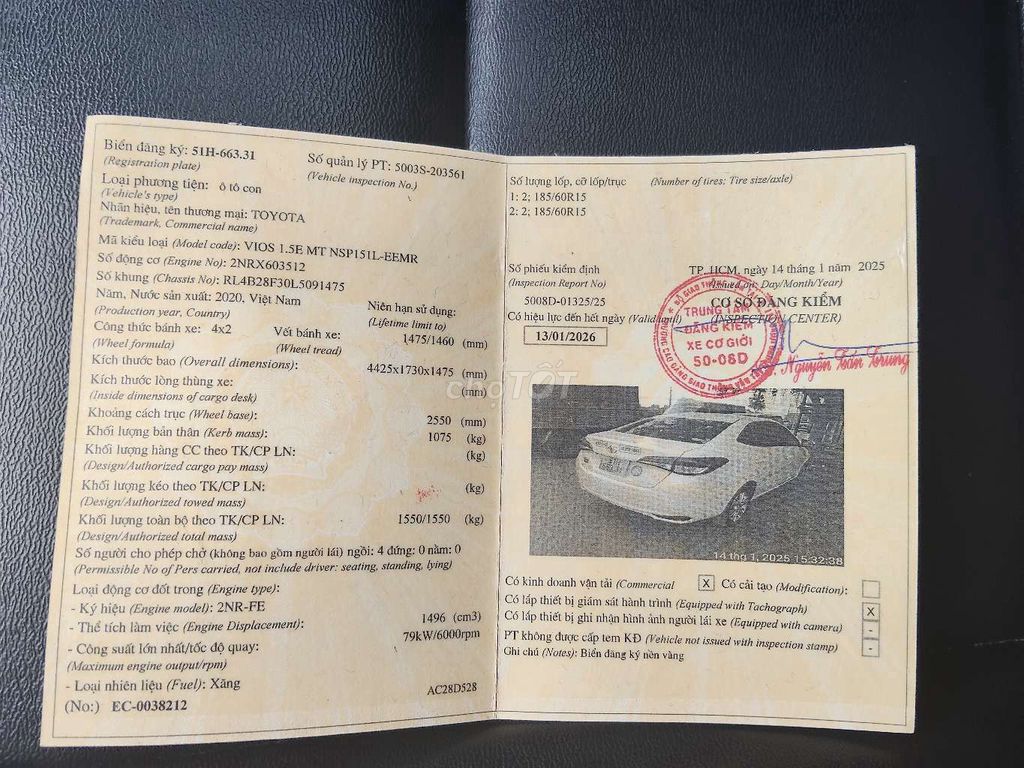 Biển đăng ký: 51H-663.31
(Registration plate)
Số quản lý PT: 5003S-203561
(Vehicle inspection No.)
Loại phương tiện: ô tô con
(Vehicle's type)
Nhãn hiệu, tên thương mại: TOYOTA
(Trademark, Commercial name)
Mã kiểu loại (Model code): VIOS 1.5E MT NSP151L-EEMR
Số động cơ (Engine No): 2NRX603512
Số khung (Chassis No): RL4B28F30L5091475
Năm, Nước sản xuất: 2020, Việt Nam
(Production year, Country)
Niên hạn sử dụng:
(Lifetime limit to)
Công thức bánh xe: 4x2
(Wheel formula)
Vết bánh xe: 1475/1460 (mm)
(Wheel tread)
Kích thước bao (Overall dimensions): 4425x1730x1475 (mm)
Kích thước lòng thùng xe: (mm)
(Inside dimensions of cargo desk)
Khoảng cách trục (Wheel base): 2550 (mm)
Khối lượng bản thân (Kerb mass): 1075 (kg)
Khối lượng hàng CC theo TK/CP LN: (kg)
(Design/Authorized cargo pay mass)
Khối lượng kéo theo TK/CP LN: (kg)
(Design/Authorized towed mass)
Khối lượng toàn bộ theo TK/CP LN: 1550/1550 (kg)
(Design/Authorized total mass)
Số người cho phép chở (không bao gồm người lái) ngồi: 4 đứng: 0 nằm: 0
(Permissible No of Pers carried, not include driver: seating, standing, lying)
Loại động cơ đốt trong (Engine type):
- Ký hiệu (Engine model): 2NR-FE
- Thể tích làm việc (Engine Displacement): 1496 (cm3)
- Công suất lớn nhất/tốc độ quay: 79kW/6000rpm
(Maximum engine output/rpm)
- Loại nhiên liệu (Fuel): Xăng
AC28D528
(No:) EC-0038212
Số lượng lốp, cỡ lốp/trục (Number of tires: Tire size/axle)
1: 2; 185/60R15
2: 2; 185/60R15
Số phiếu kiểm định
(Inspection Report No)
5008D-01325/25
Có hiệu lực đến hết ngày (Valid until)
13/01/2026
TP. HCM, ngày 14 tháng 1 năm 2025
(Issued on: Day/Month/Year)
CƠ SỞ ĐĂNG KIỂM
(INSPECTION CENTER)
TRUNG TÂM
ĐĂNG KIỂM
XE CƠ GIỚI
50-08D
Nguyễn Tấn Trung
chợTỐT
14 thg 1, 2025 15:32:38
Có kinh doanh vận tải (Commercial X Có cải tạo (Modification):
Có lắp thiết bị giám sát hành trình (Equipped with Tachograph) X
Có lắp thiết bị ghi nhận hình ảnh người lái xe (Equipped with camera) -
PT không được cấp tem KĐ (Vehicle not issued with inspection stamp) -
Ghi chú (Notes): Biển đăng ký nền vàng